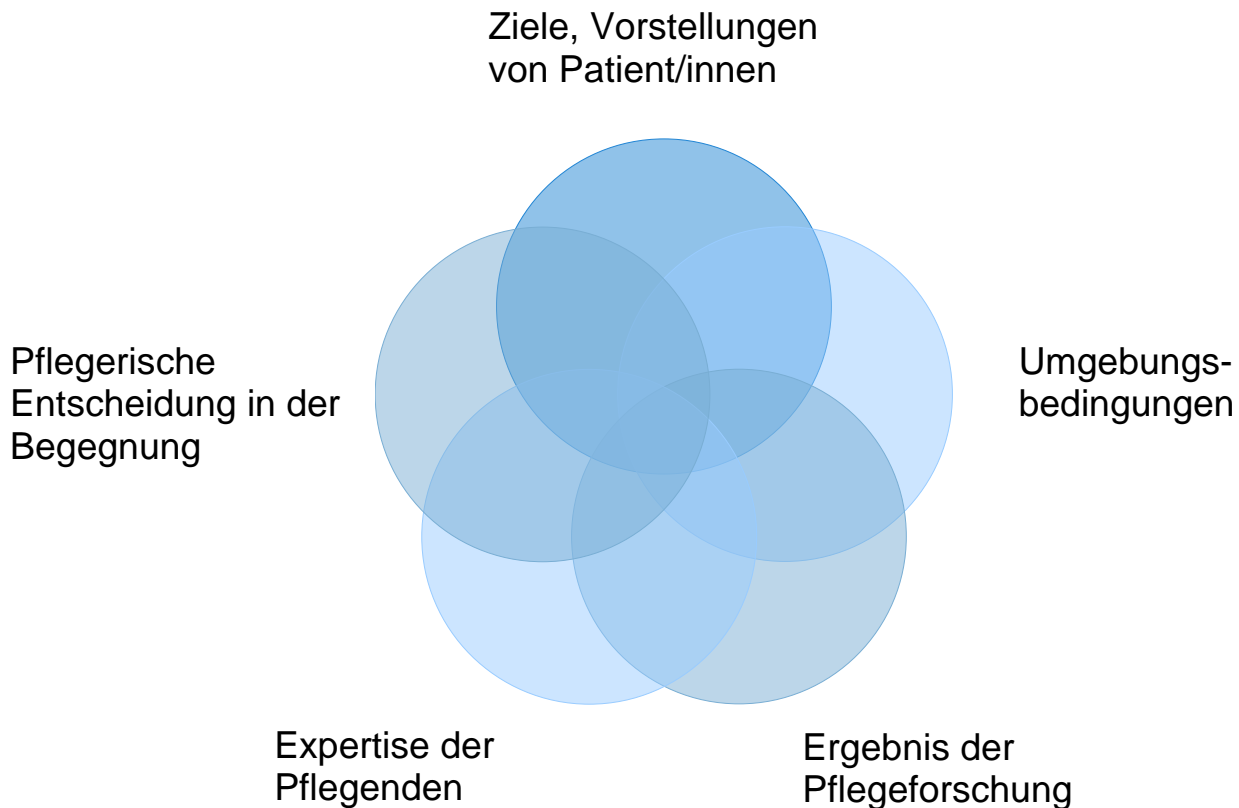 Ziele, Vorstellungen
von Patient/innen
Pflegerische
Entscheidung in der
Begegnung
Umgebungs-
bedingungen
Expertise der
Pflegenden
Ergebnis der
Pflegeforschung